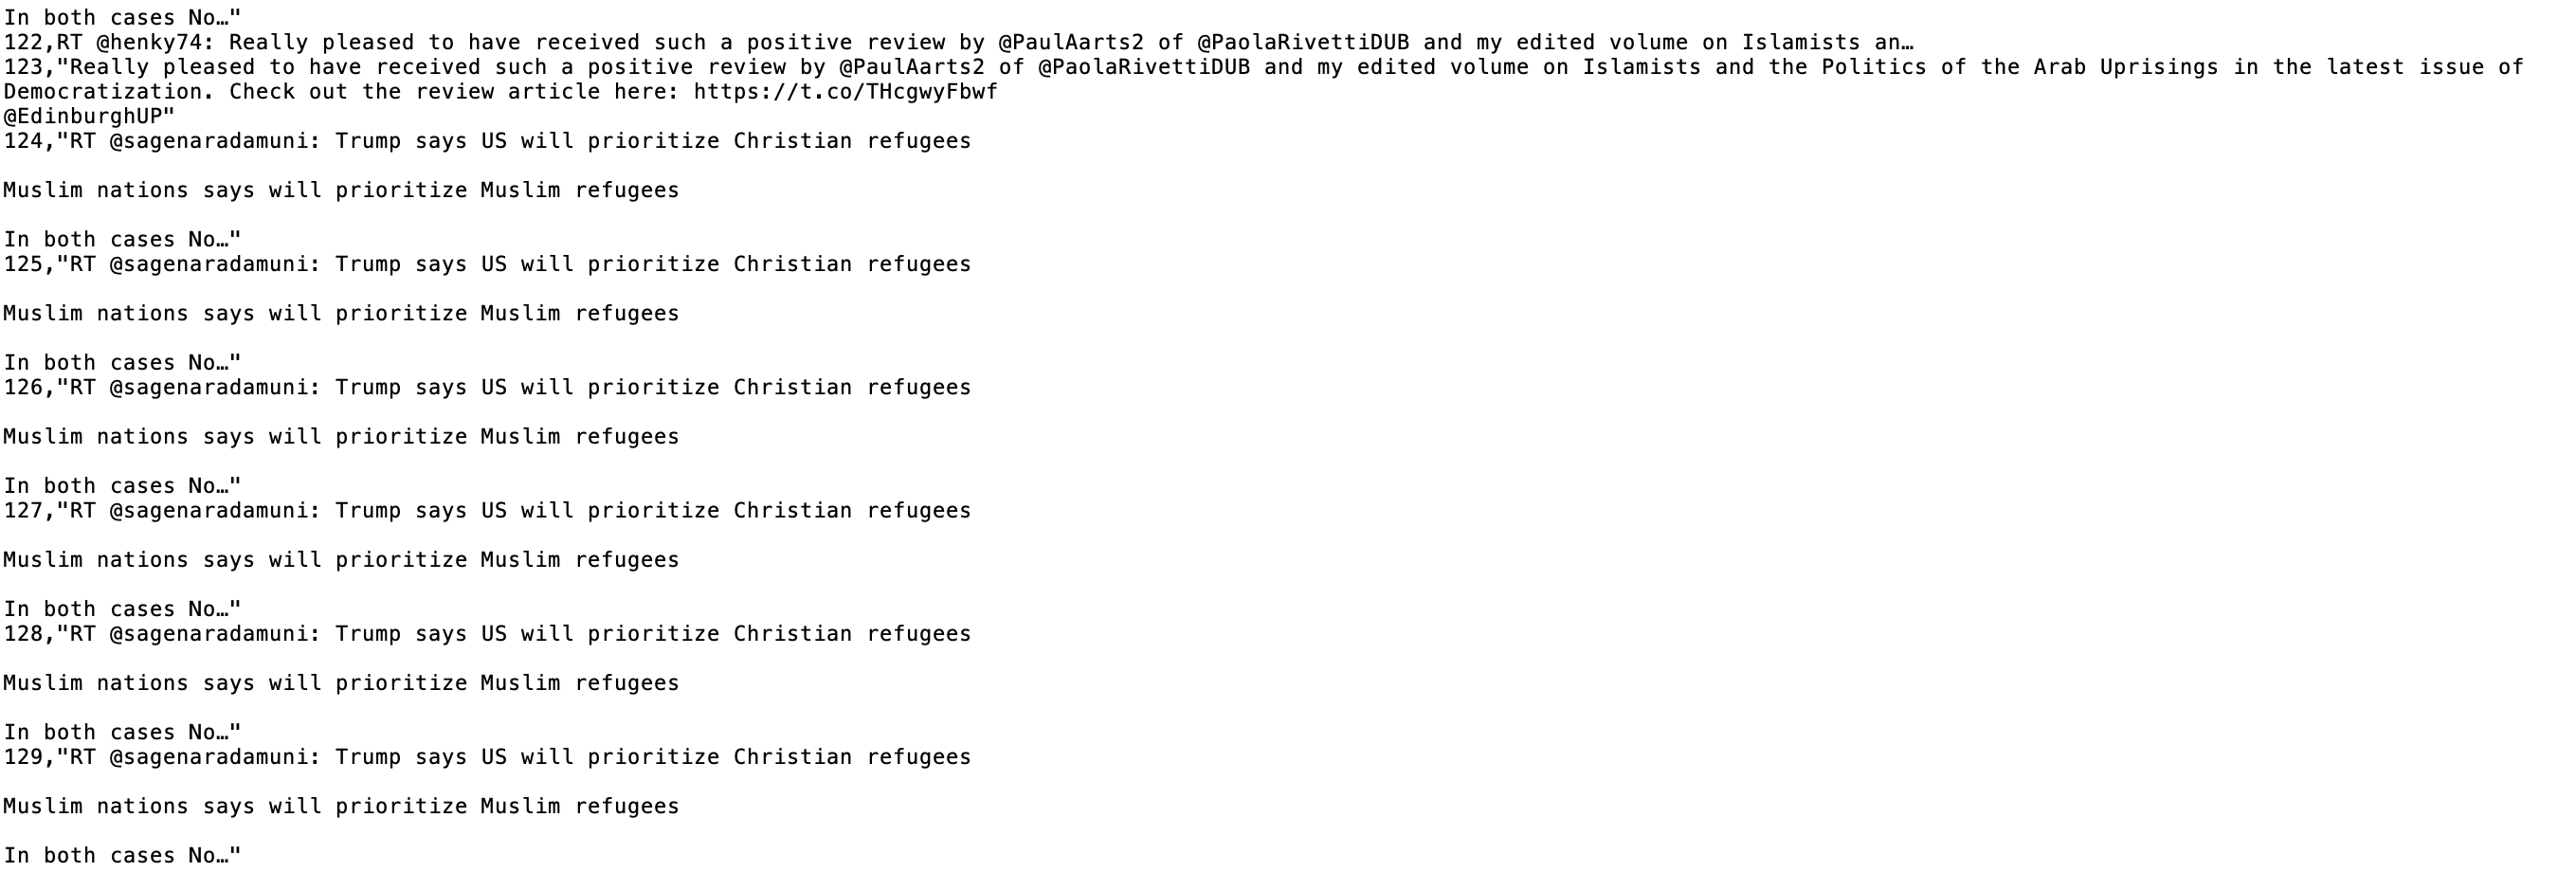 In both cases No…"
122,RT @henky74: Really pleased to have received such a positive review by @PaulAarts2 of @PaolaRivettiDUB and my edited volume on Islamists an…
123,"Really pleased to have received such a positive review by @PaulAarts2 of @PaolaRivettiDUB and my edited volume on Islamists and the Politics of the Arab Uprisings in the latest issue of
Democratization. Check out the review article here: https://t.co/THcgwyFbwf
@EdinburghUP"
124,"RT @sagenaradamuni: Trump says US will prioritize Christian refugees
Muslim nations says will prioritize Muslim refugees
In both cases No…"
125,"RT @sagenaradamuni: Trump says US will prioritize Christian refugees
Muslim nations says will prioritize Muslim refugees
In both cases No…"
126,"RT @sagenaradamuni: Trump says US will prioritize Christian refugees
Muslim nations says will prioritize Muslim refugees
In both cases No…"
127,"RT @sagenaradamuni: Trump says US will prioritize Christian refugees
Muslim nations says will prioritize Muslim refugees
In both cases No…"
128,"RT @sagenaradamuni: Trump says US will prioritize Christian refugees
Muslim nations says will prioritize Muslim refugees
In both cases No…"
129,"RT @sagenaradamuni: Trump says US will prioritize Christian refugees
Muslim nations says will prioritize Muslim refugees
In both cases No…"